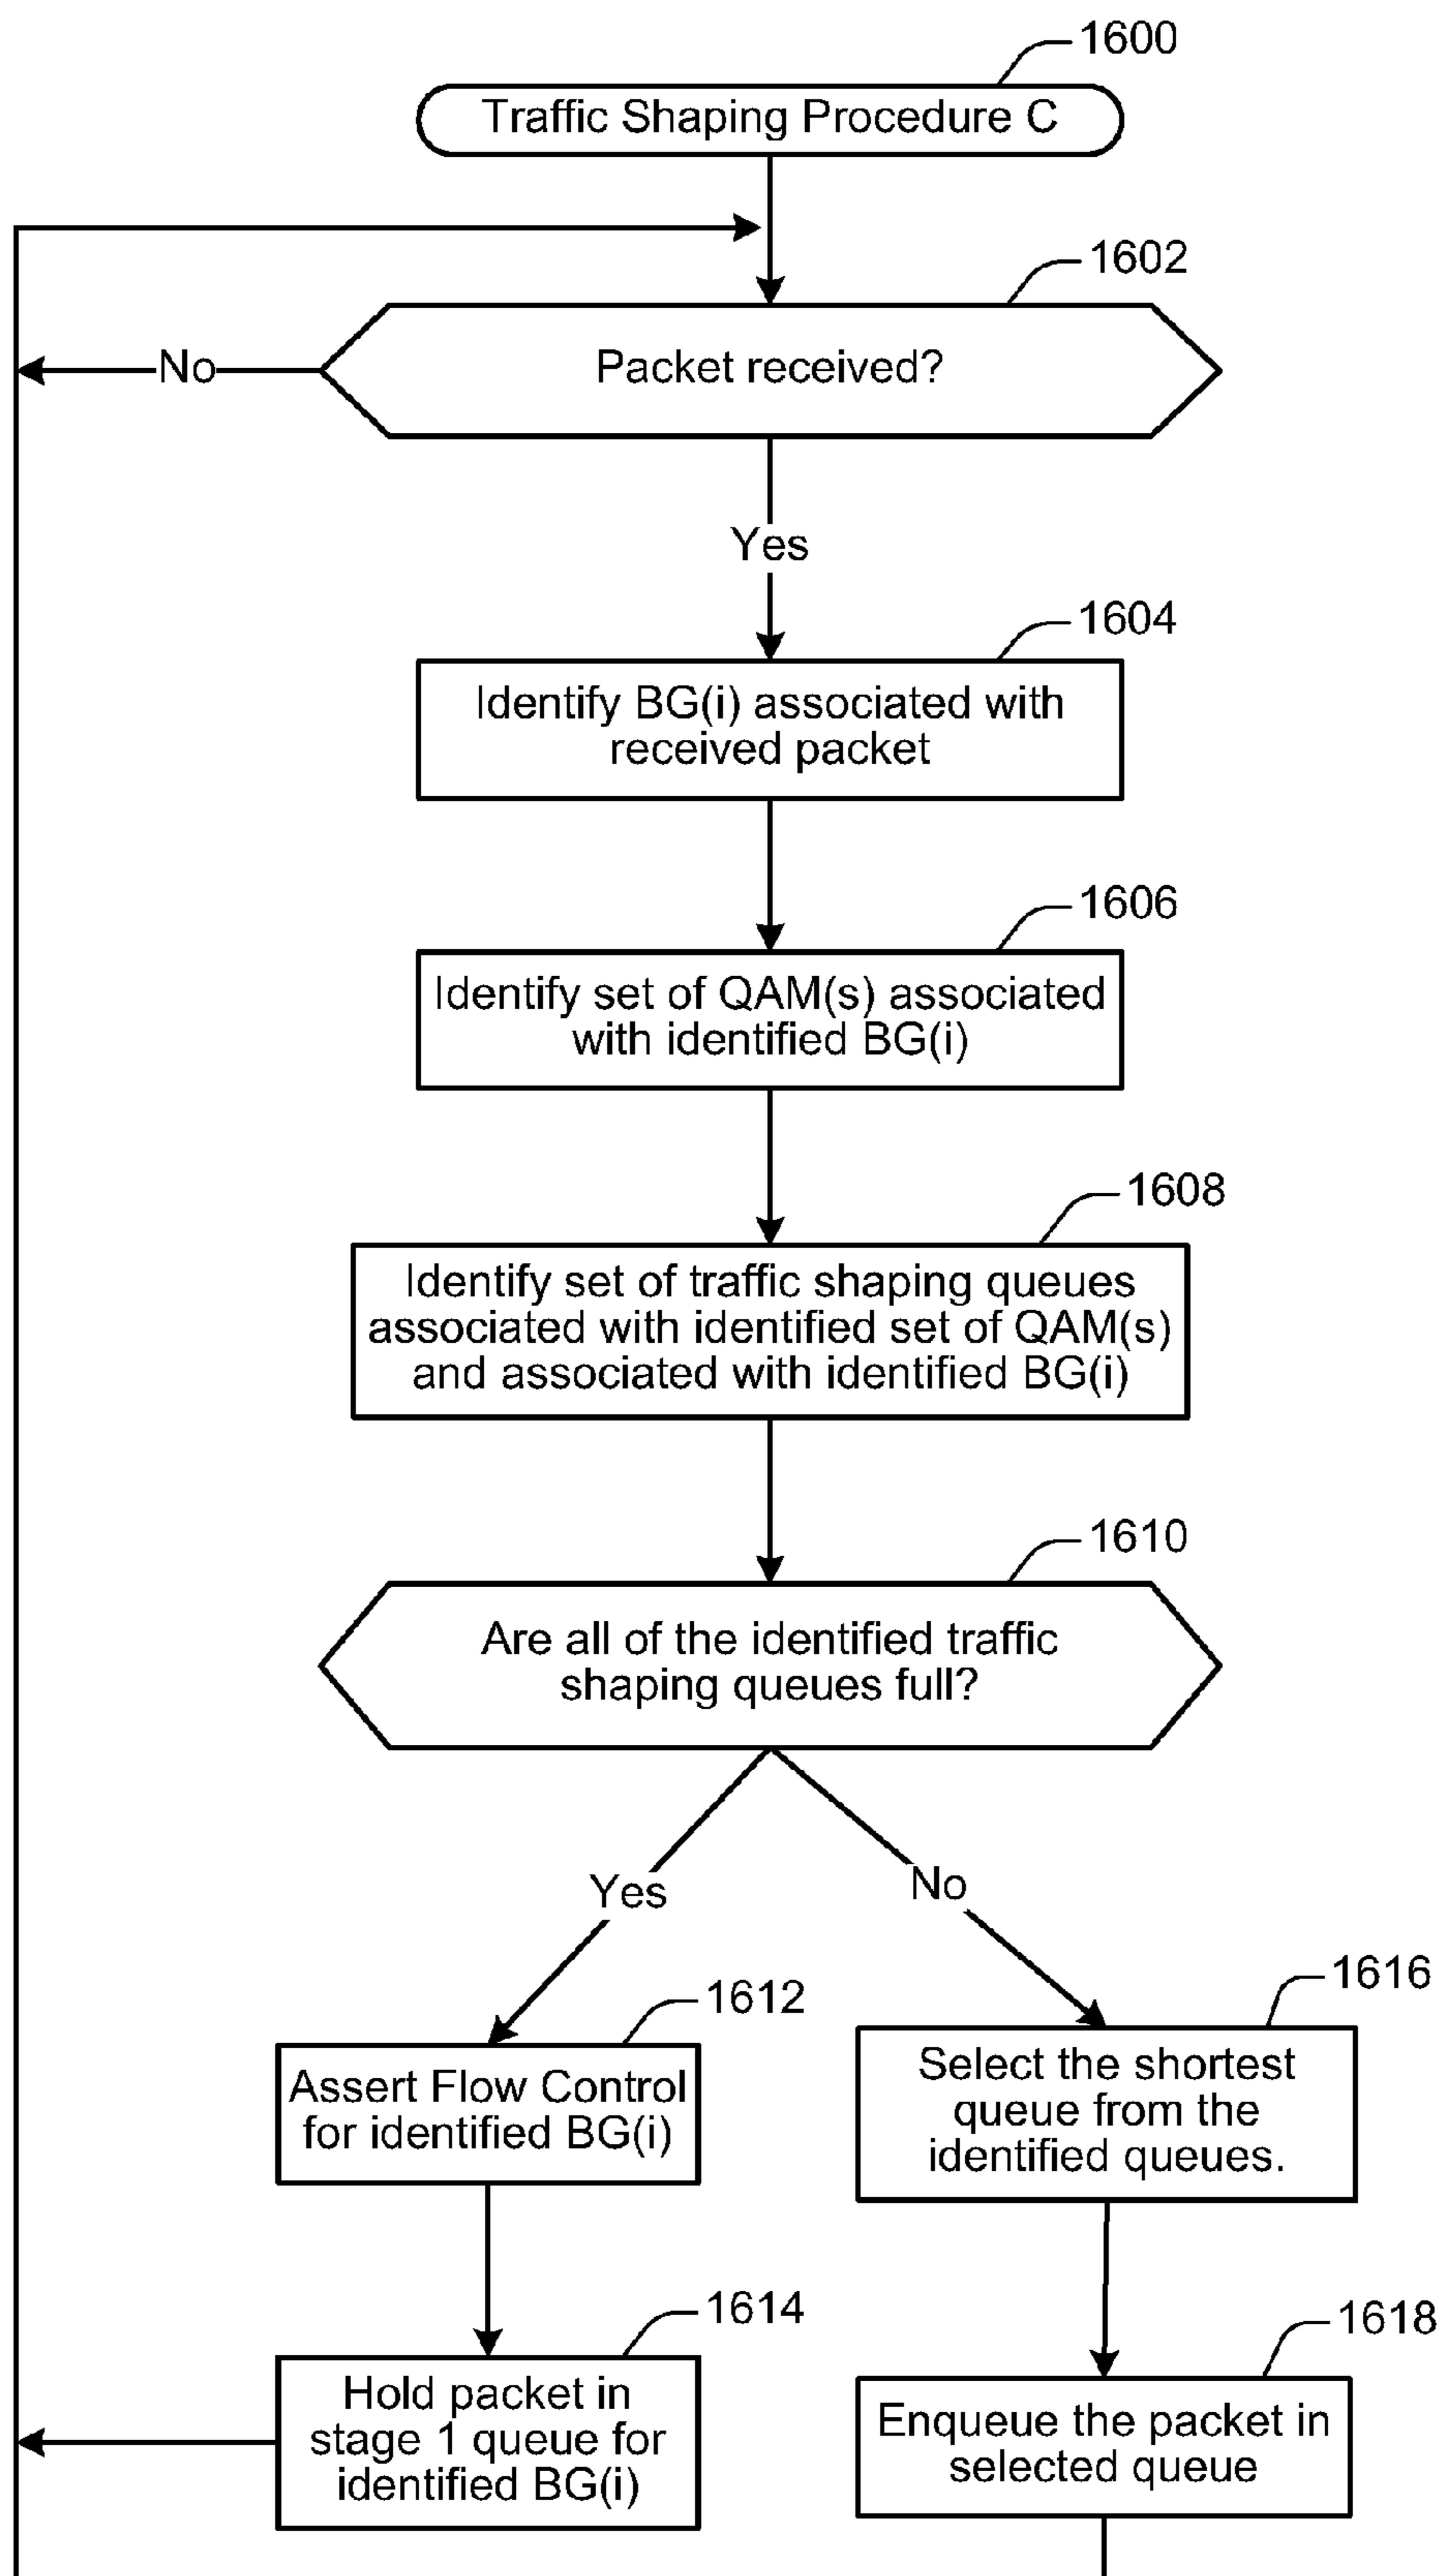 1600
Traffic Shaping Procedure C
1602
Packet received?
No
Yes
1604
Identify BG(i) associated with
received packet
1606
Identify set of QAM(s) associated
with identified BG(i)
1608
Identify set of traffic shaping queues
associated with identified set of QAM(s)
and associated with identified BG(i)
1610
Are all of the identified traffic
shaping queues full?
Yes
No
1612
Assert Flow Control
for identified BG(i)
1616
Select the shortest
queue from the
identified queues.
1614
Hold packet in
stage 1 queue for
identified BG(i)
1618
Enqueue the packet in
selected queue